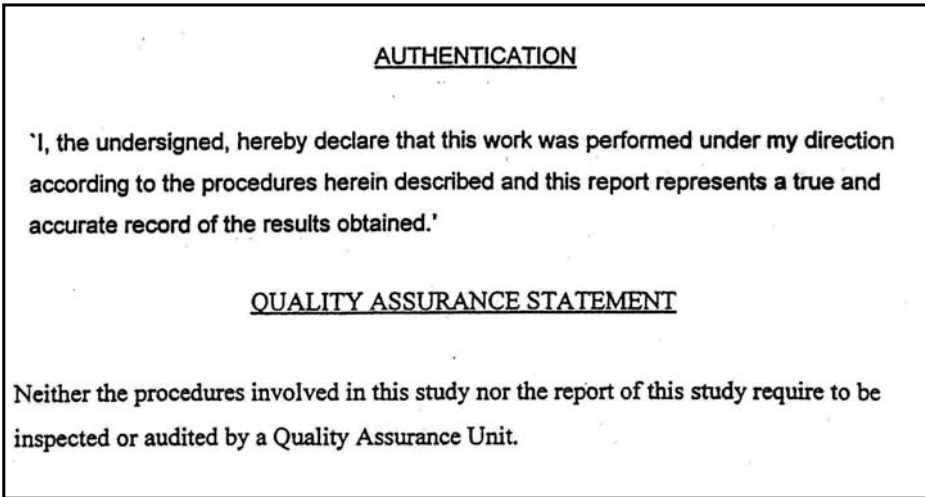 AUTHENTICATION
`I, the undersigned, hereby declare that this work was performed under my direction
according to the procedures herein described and this report represents a true and
accurate record of the results obtained.'
QUALITY ASSURANCE STATEMENT
Neither the procedures involved in this study nor the report of this study require to be
inspected or audited by a Quality Assurance Unit.